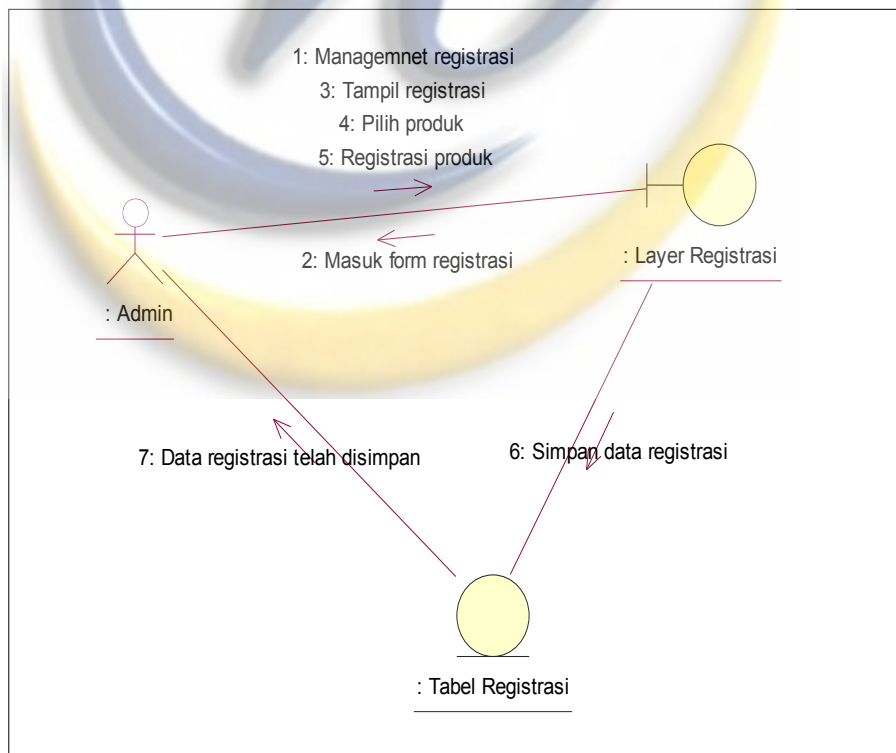 1: Managemnet registrasi
3: Tampil registrasi
4: Pilih produk
5: Registrasi produk
2: Masuk form registrasi
: Layer Registrasi
: Admin
7: Data registrasi telah disimpan
6: Simpan data registrasi
: Tabel Registrasi